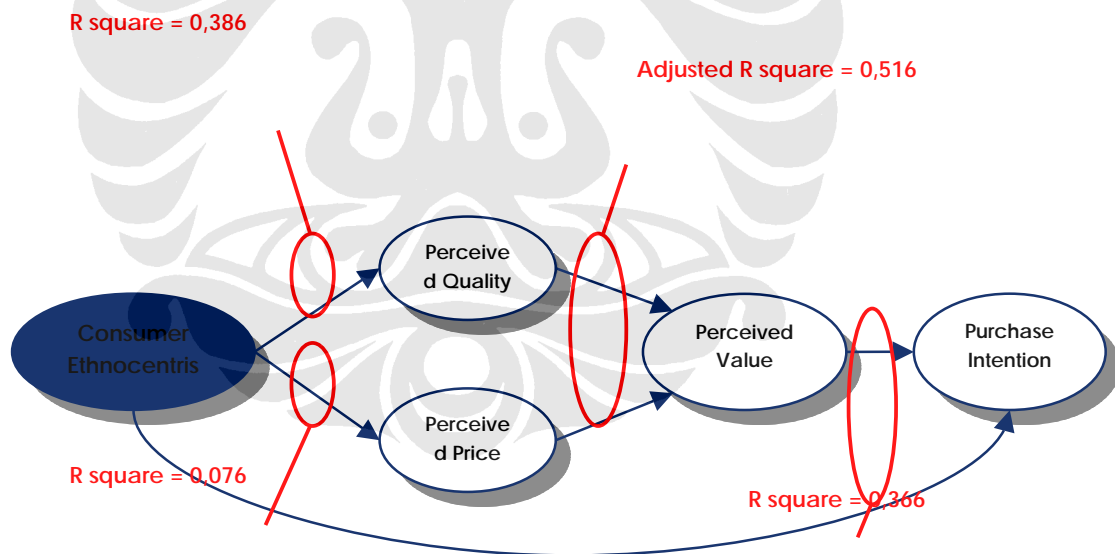 R square = 0,386
Adjusted R square = 0,516
Perceive
d Quality
Consumer
Ethnocentris
Perceived
Value
Purchase
Intention
Perceive
d Price
R square = 0,076
R square = 0,366